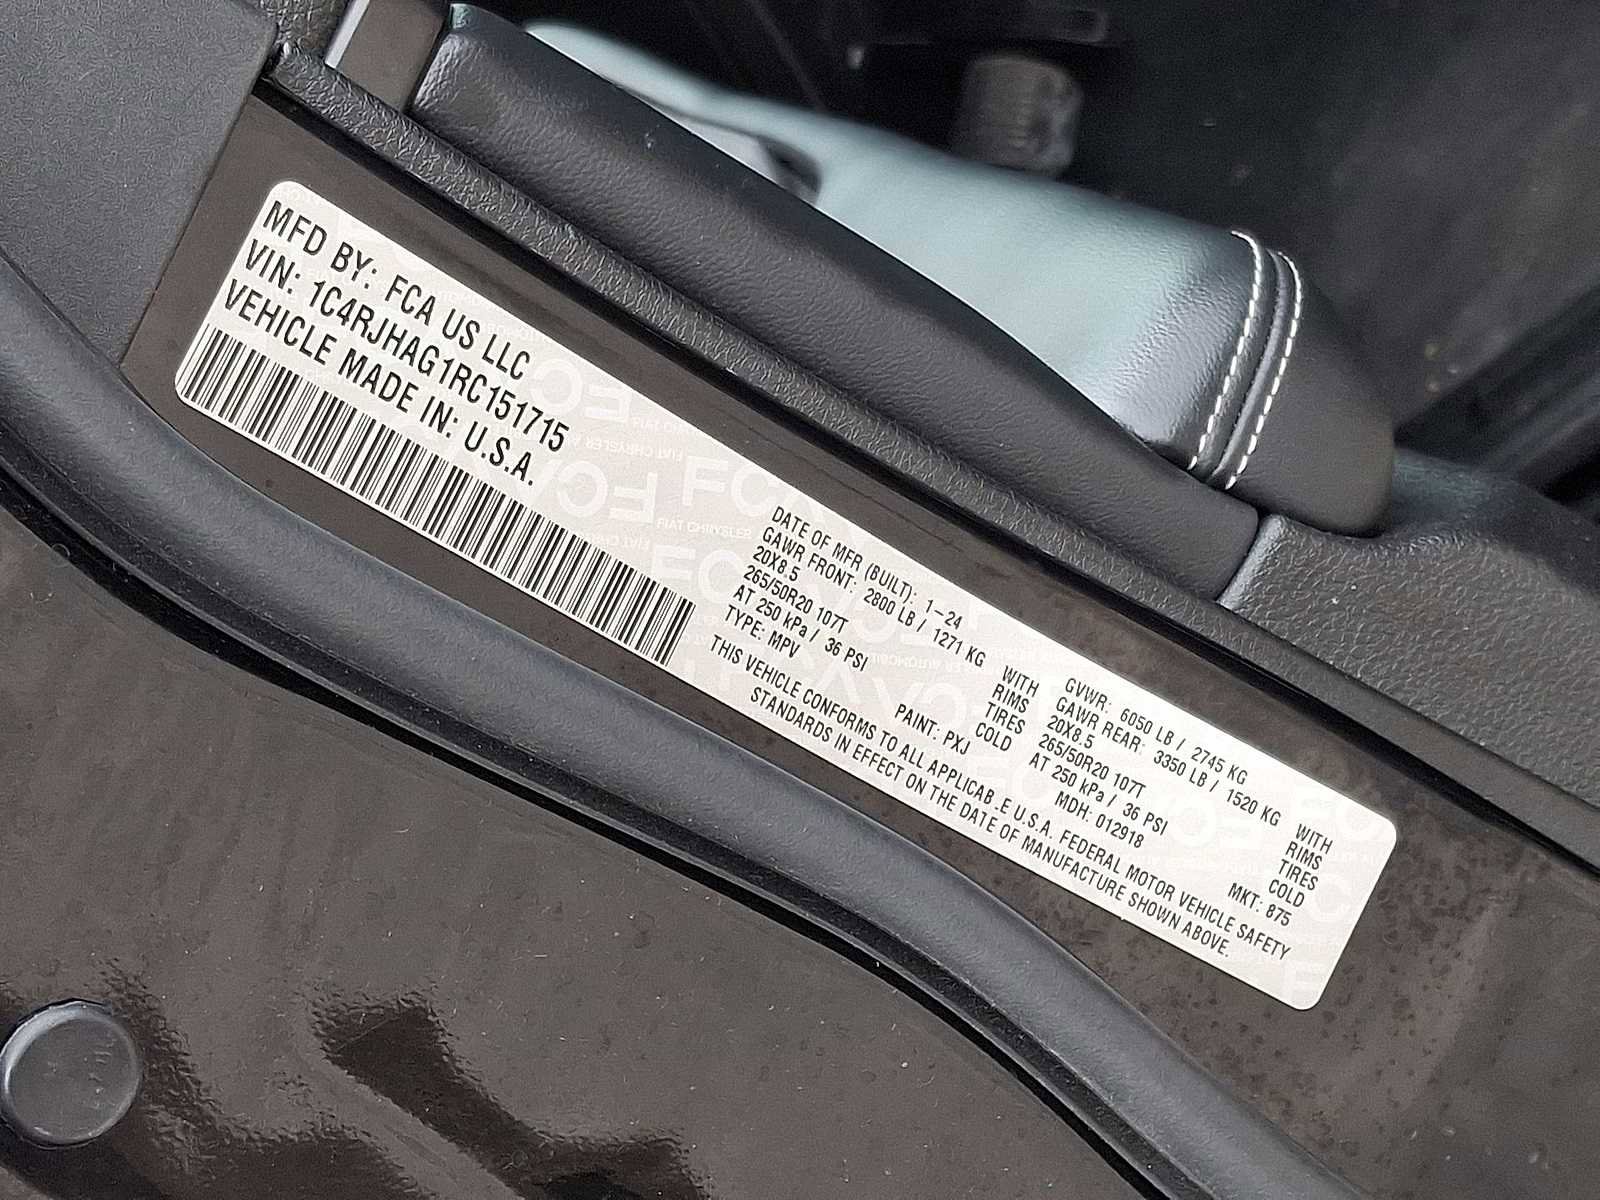 MFD BY: FCA US LLC
VIN: 1C4RJHAG1RC151715
VEHICLE MADE IN: U.S.A.
DATE OF MFR (BUILT): 1-24 GVWR: 6050 LB / 2745 KG
GAWR FRONT: 2800 LB / 1271 KG WITH GAWR REAR: 3350 LB / 1520 KG WITH
20X8.5 RIMS 20X8.5 RIMS
265/50R20 107T TIRES 265/50R20 107T TIRES
AT 250 kPa / 36 PSI COLD AT 250 kPa / 36 PSI COLD
TYPE: MPV PAINT: PXJ MDH: 012918 MKT: 875
THIS VEHICLE CONFORMS TO ALL APPLICAB.E U.S.A. FEDERAL MOTOR VEHICLE SAFETY
STANDARDS IN EFFECT ON THE DATE OF MANUFACTURE SHOWN ABOVE.